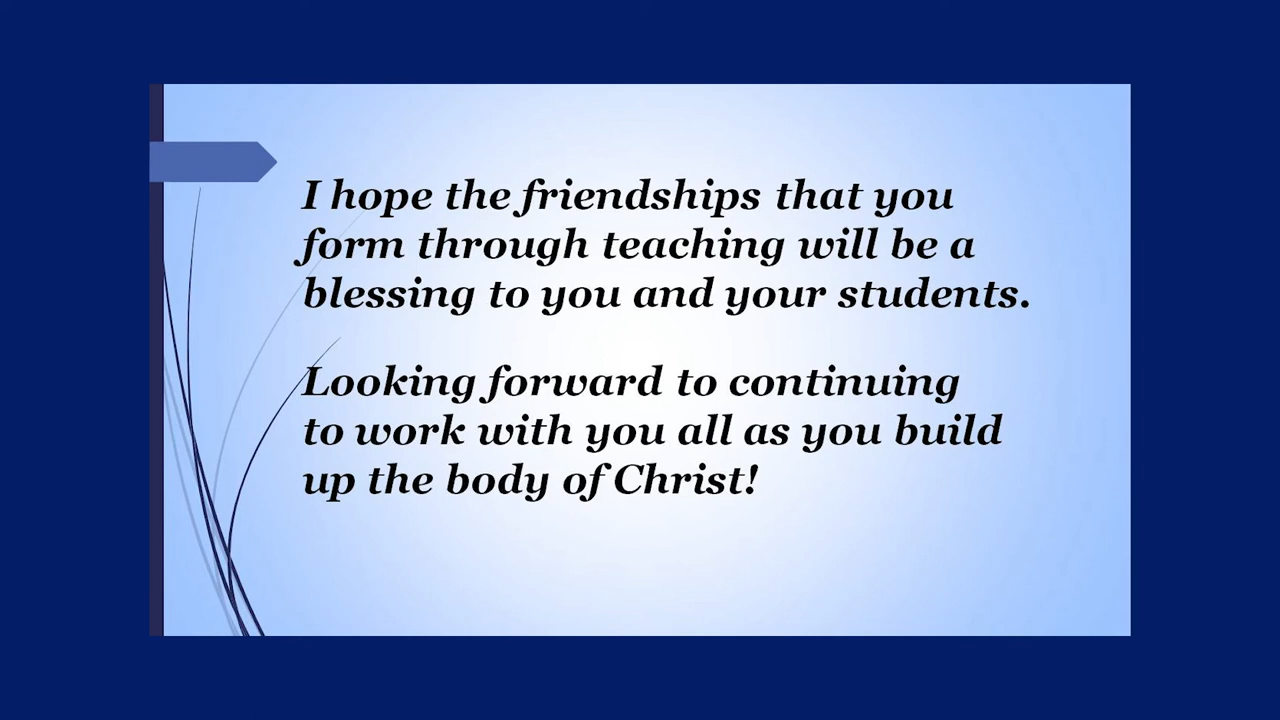 I hope the friendships that you
form through teaching will be a
blessing to you and your students.
Looking forward to continuing
to work with you all as you build
up the body of Christ!